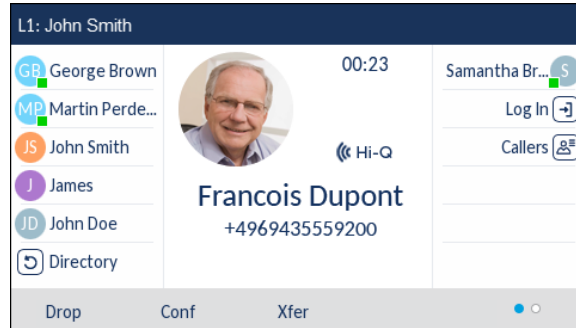 L1: John Smith
GB George Brown
MP Martin Perde...
JS John Smith
J James
JD John Doe
Directory
00:23
Hi-Q
Francois Dupont
+4969435559200
Samantha Br... S
Log In
Callers
Drop Conf Xfer